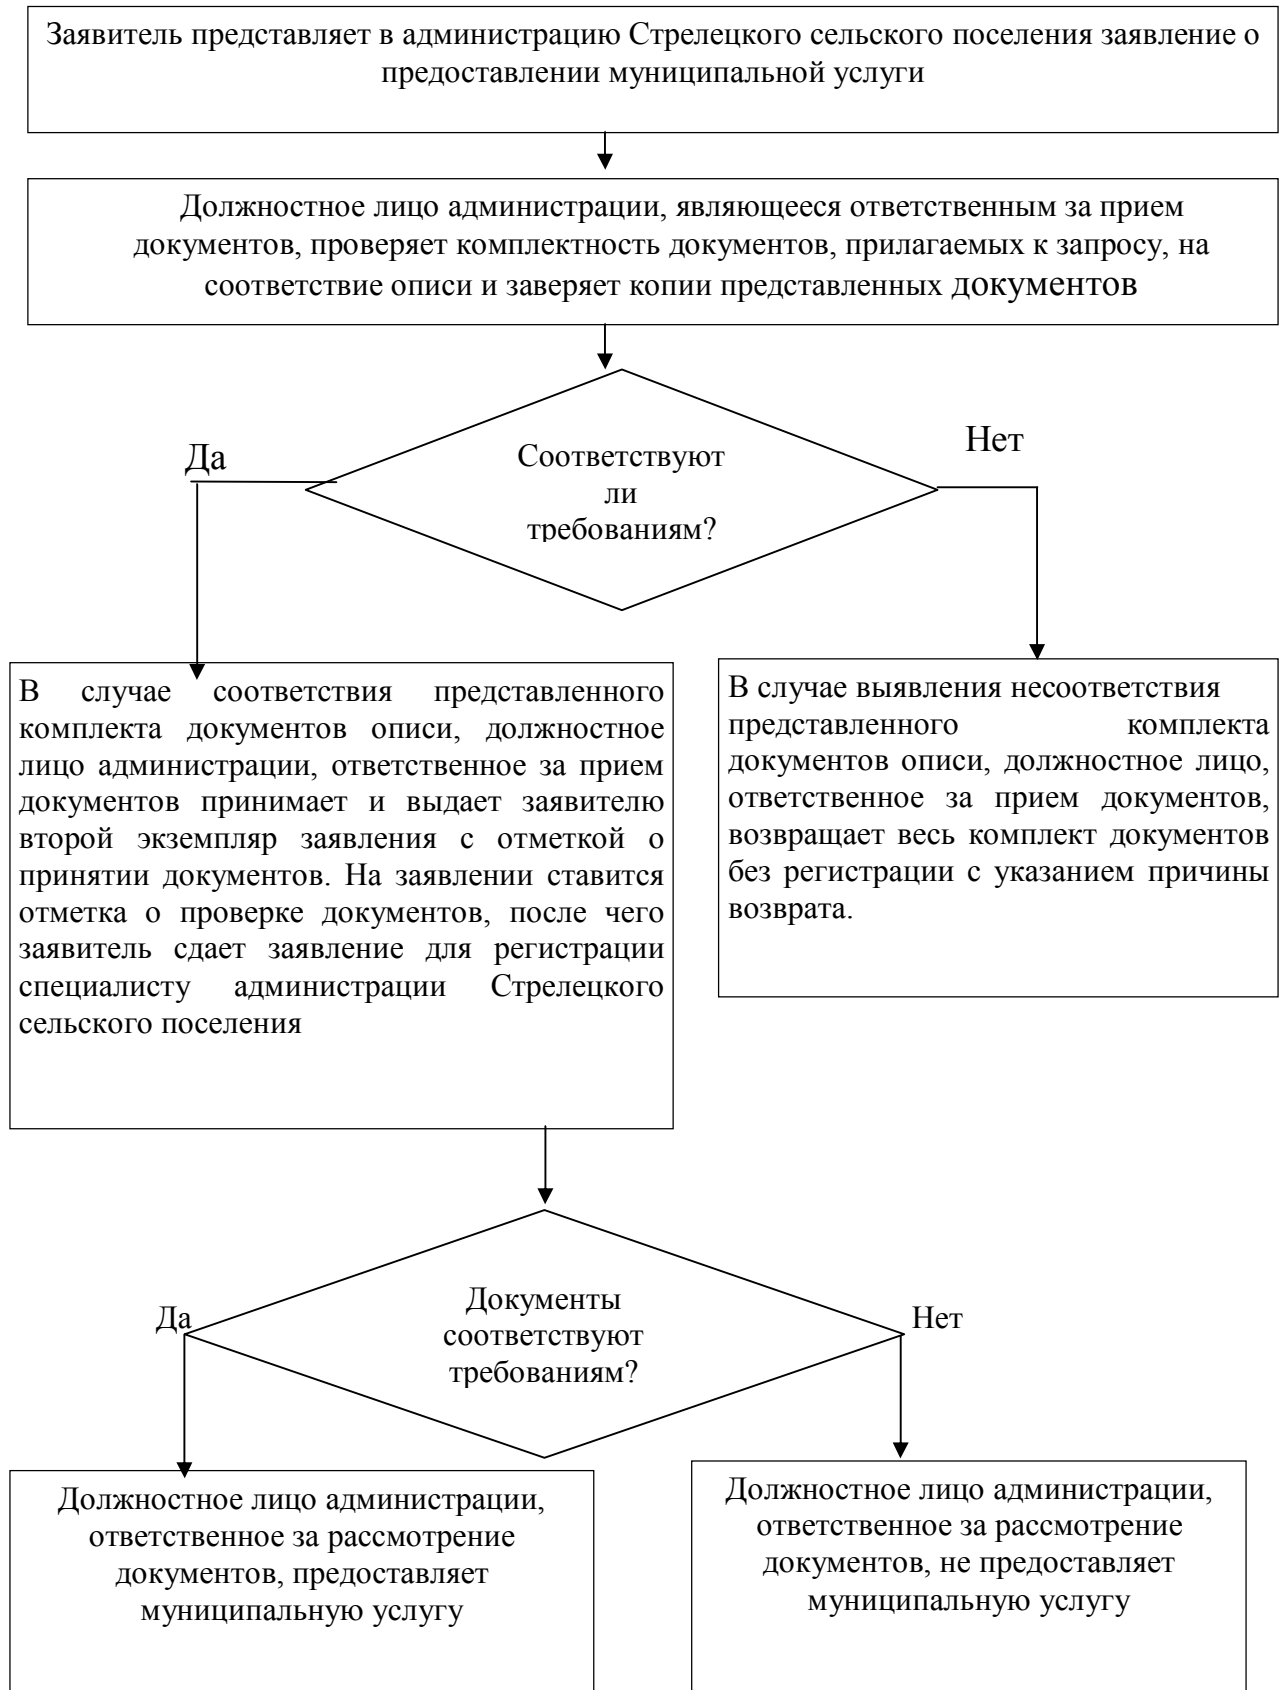 Заявитель представляет в администрацию Стрелецкого сельского поселения заявление о
предоставлении муниципальной услуги
Должностное лицо администрации, являющееся ответственным за прием
документов, проверяет комплектность документов, прилагаемых к запросу, на
соответствие описи и заверяет копии представленных документов
Да
Нет
Соответствуют
ли
требованиям?
В случае соответствия представленного
комплекта документов описи, должностное
лицо администрации, ответственное за прием
документов принимает и выдает заявителю
второй экземпляр заявления с отметкой о
принятии документов. На заявлении ставится
отметка о проверке документов, после чего
заявитель сдает заявление для регистрации
специалисту администрации Стрелецкого
сельского поселения
В случае выявления несоответствия
представленного комплекта
документов описи, должностное лицо,
ответственное за прием документов,
возвращает весь комплект документов
без регистрации с указанием причины
возврата.
Да
Нет
Документы
соответствуют
требованиям?
Должностное лицо администрации,
ответственное за рассмотрение
документов, предоставляет
муниципальную услугу
Должностное лицо администрации,
ответственное за рассмотрение
документов, не предоставляет
муниципальную услугу